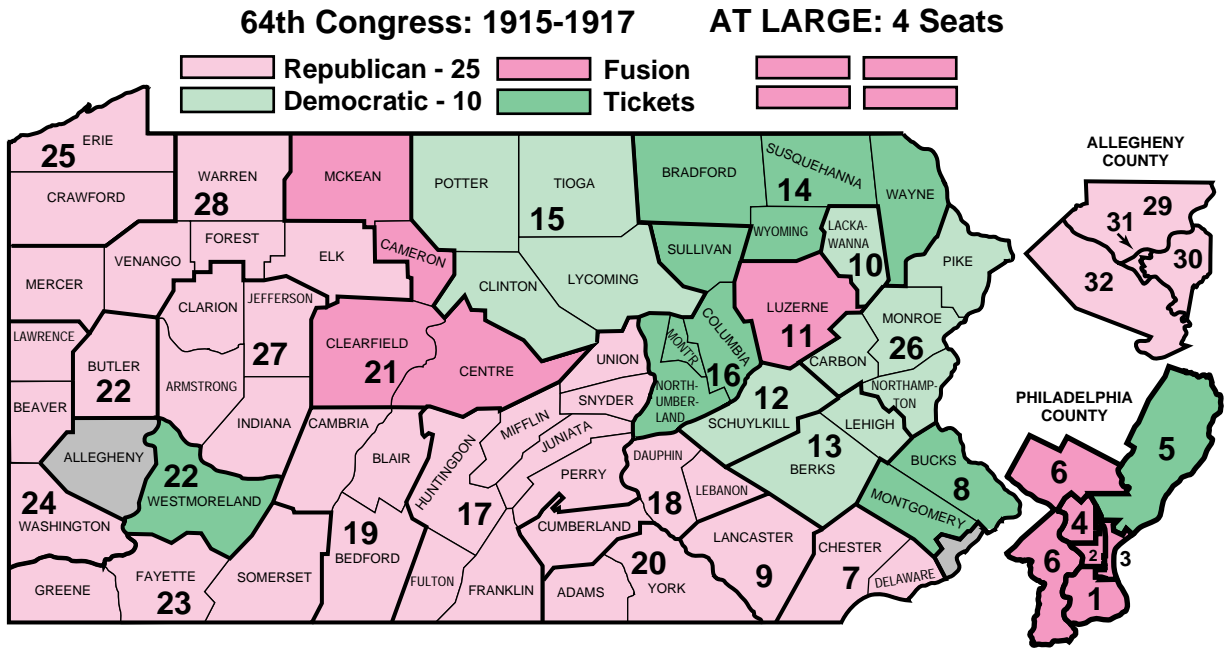 64th Congress: 1915-1917 AT LARGE: 4 Seats
Republican - 25 Fusion
Democratic - 10 Tickets
ALLEGHENY
COUNTY
29
31
30
32
PHILADELPHIA
COUNTY
5
6
4
2
3
6
1
ERIE
25
CRAWFORD
WARREN
28
FOREST
MCKEAN
CAMERON
ELK
VENANGO
MERCER
POTTER
TIOGA
15
LYCOMING
CLINTON
BRADFORD
SUSQUEHANNA
14
WAYNE
WYOMING
SULLIVAN
LACKA-
WANNA
10
PIKE
LUZERNE
11
MONROE
26
CARBON
NORTHAMP-
TON
COLUMBIA
16
MONTR
NORTH-
UMBER-
LAND
CLARION
JEFFERSON
27
ARMSTRONG
INDIANA
LAWRENCE
BUTLER
22
BEAVER
ALLEGHENY
22
WESTMORELAND
CLEARFIELD
21
CENTRE
UNION
SNYDER
MIFFLIN
JUNIATA
HUNTINGDON
17
PERRY
CUMBERLAND
FULTON
FRANKLIN
CAMBRIA
BLAIR
19
BEDFORD
24
WASHINGTON
GREENE
FAYETTE
23
SOMERSET
12
SCHUYLKILL
13
BERKS
LEHIGH
BUCKS
8
MONTGOMERY
DAUPHIN
18
LEBANON
LANCASTER
9
CHESTER
7
DELAWARE
20
YORK
ADAMS